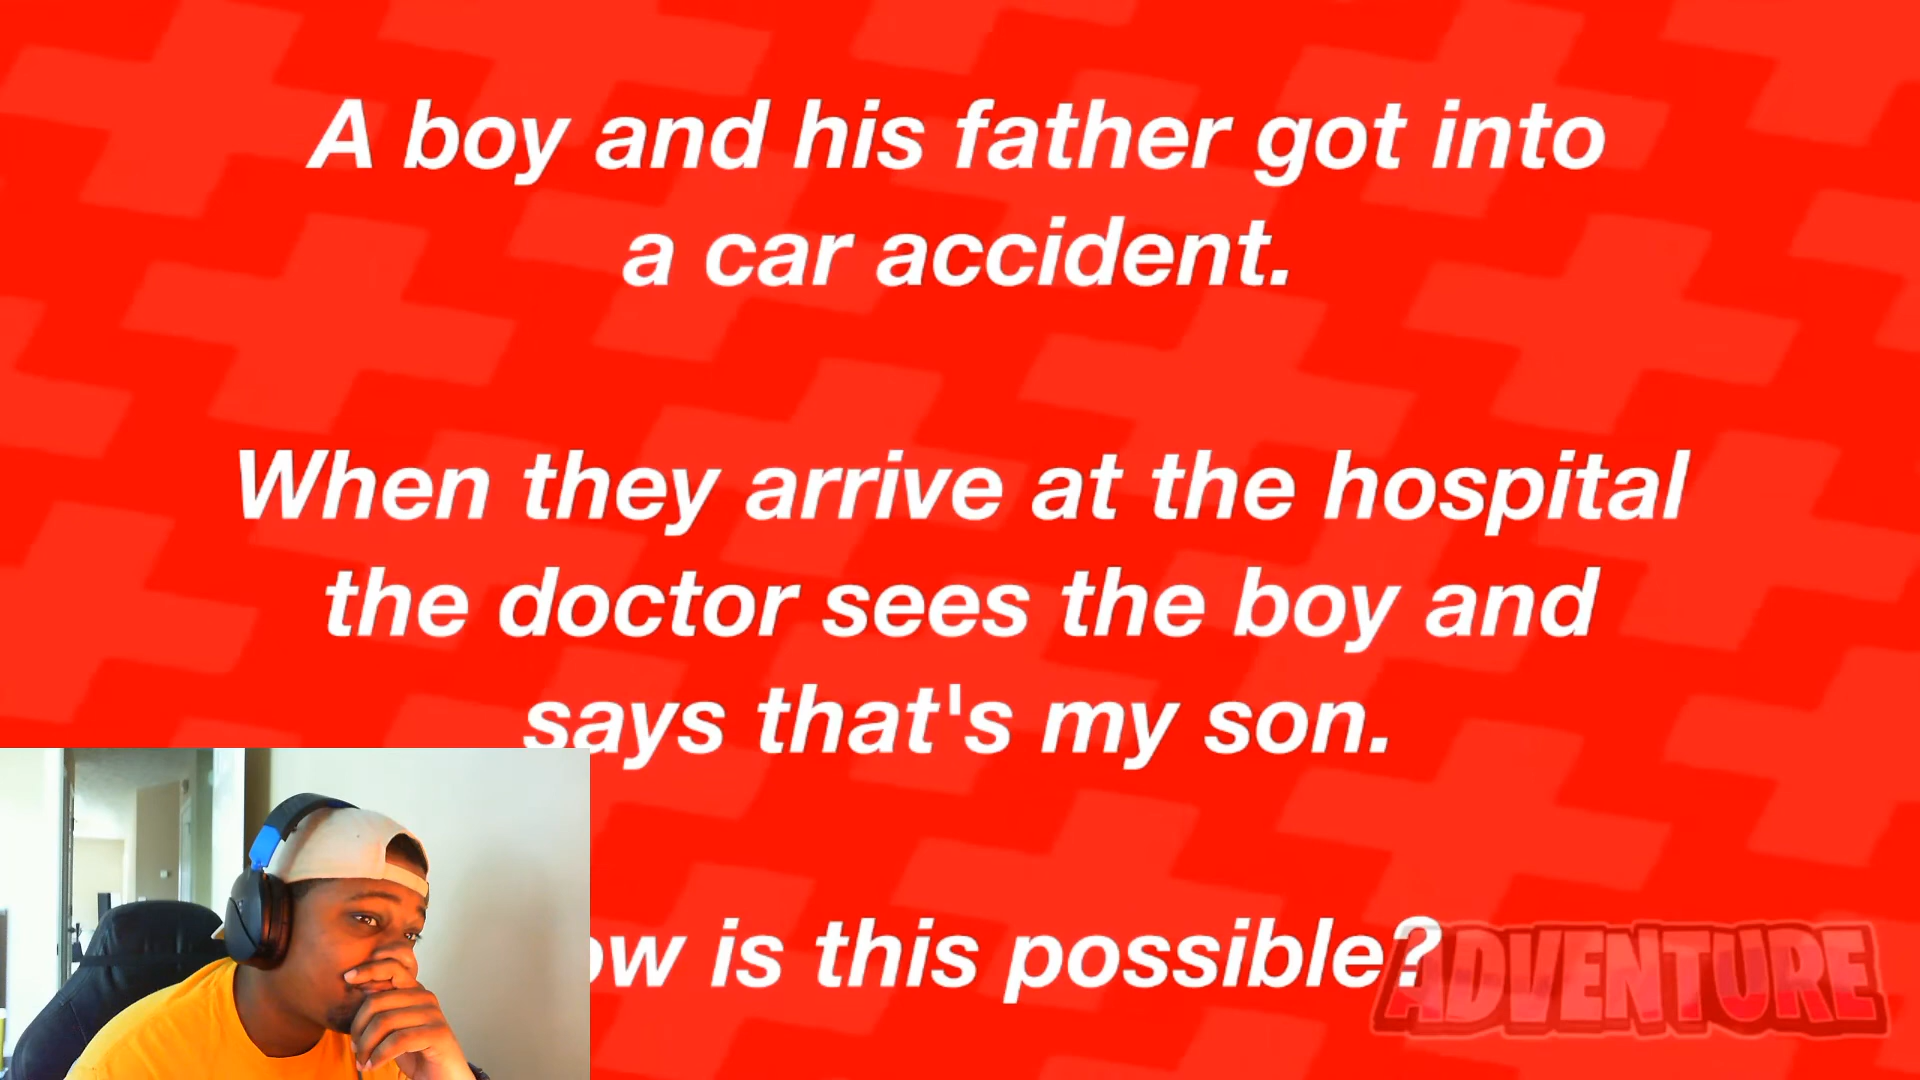 A boy and his father got into
a car accident.
When they arrive at the hospital
the doctor sees the boy and
says that's my son.
ow is this possible?
ADVENTURE